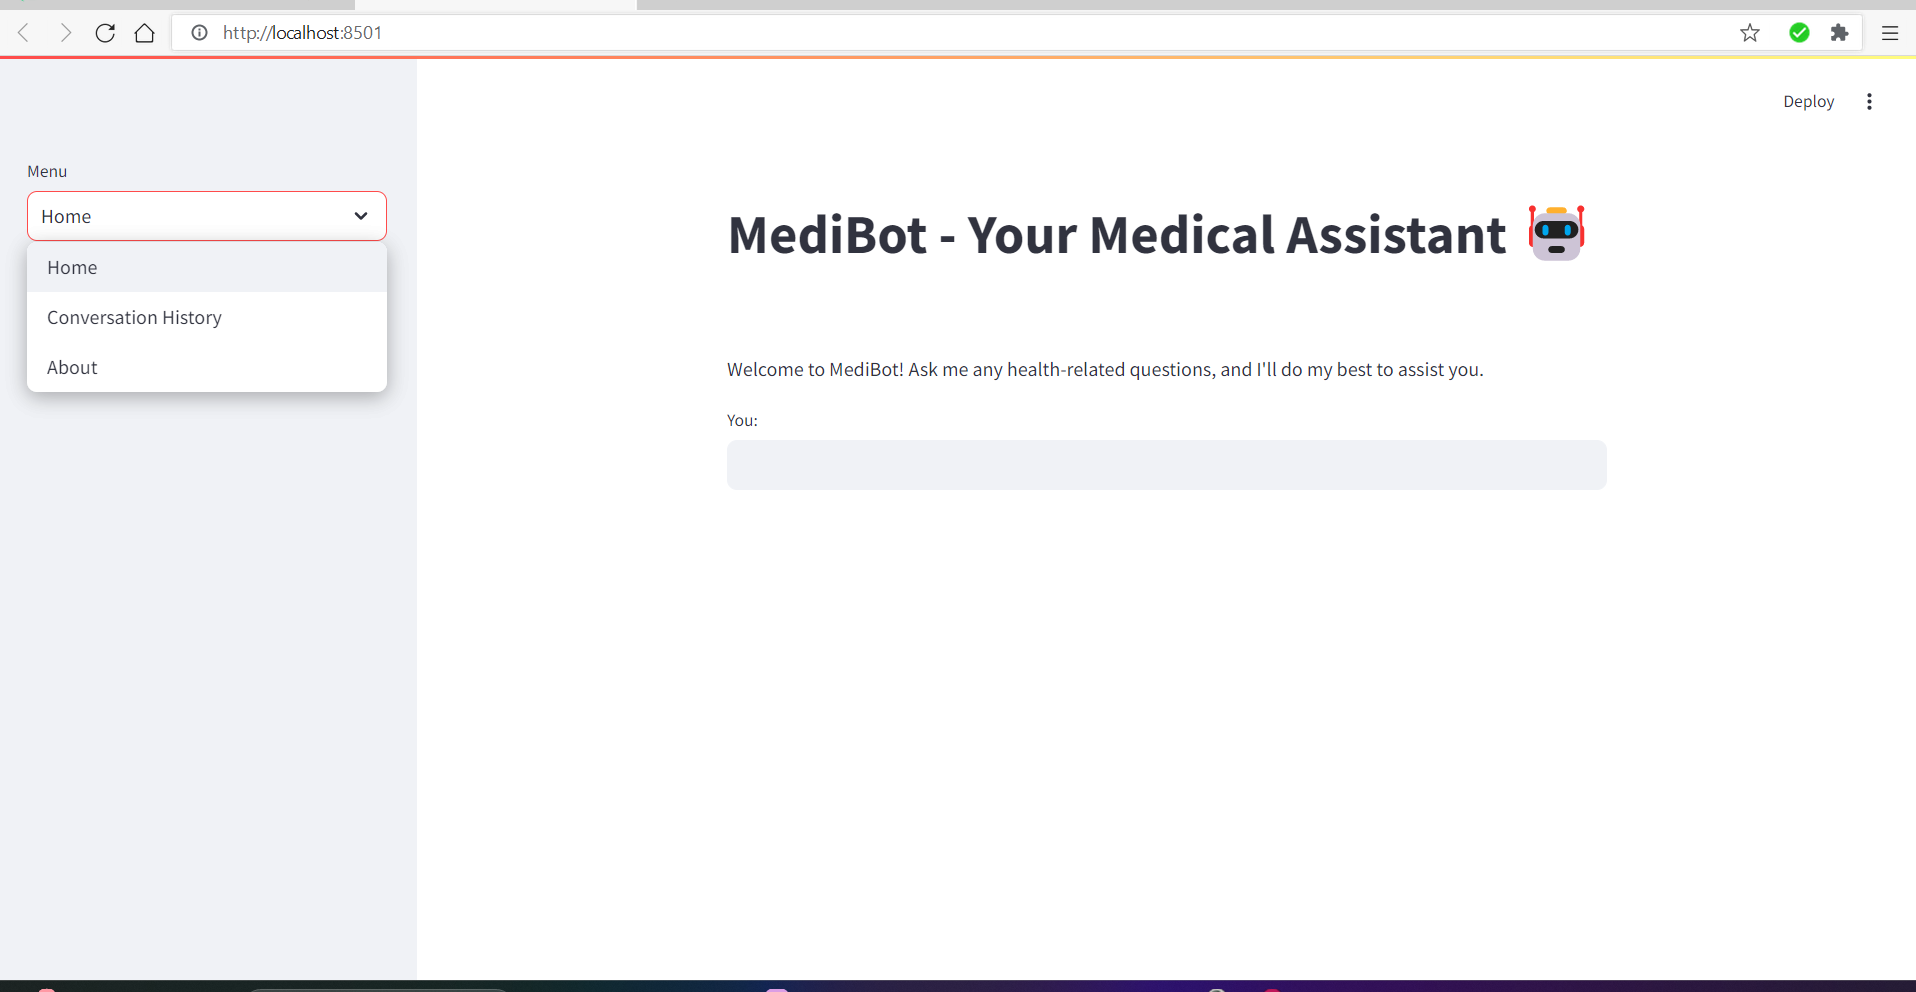 http://localhost:8501
Deploy
Menu
Home
Home
Conversation History
About
MediBot - Your Medical Assistant
Welcome to MediBot! Ask me any health-related questions, and I'll do my best to assist you.
You: